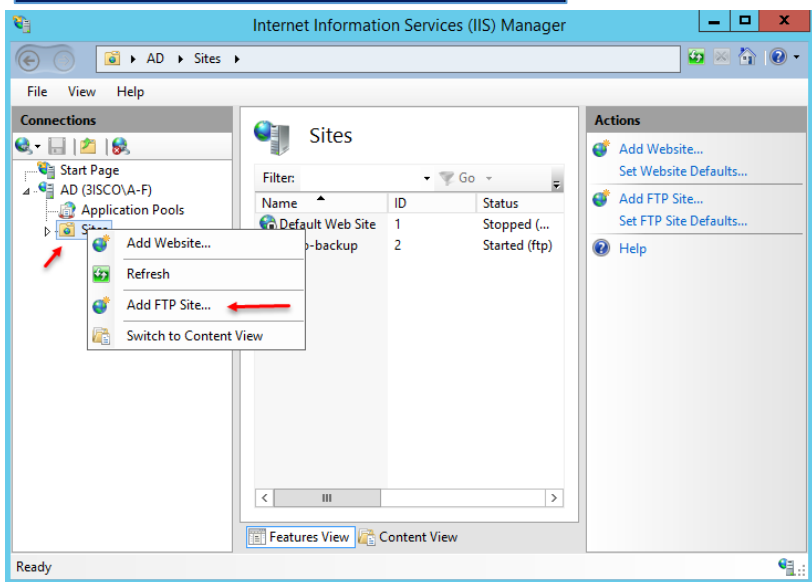 Internet Information Services (IIS) Manager
AD Sites
File View Help
Connections
Start Page
AD (3ISCO\A-F)
Application Pools
Add Website...
Refresh
Add FTP Site...
Switch to Content View
Sites
Filter: Go
Name ID Status
Default Web Site 1 Stopped (...
-backup 2 Started (ftp)
Features View Content View
Actions
Add Website...
Set Website Defaults...
Add FTP Site...
Set FTP Site Defaults...
Help
Ready